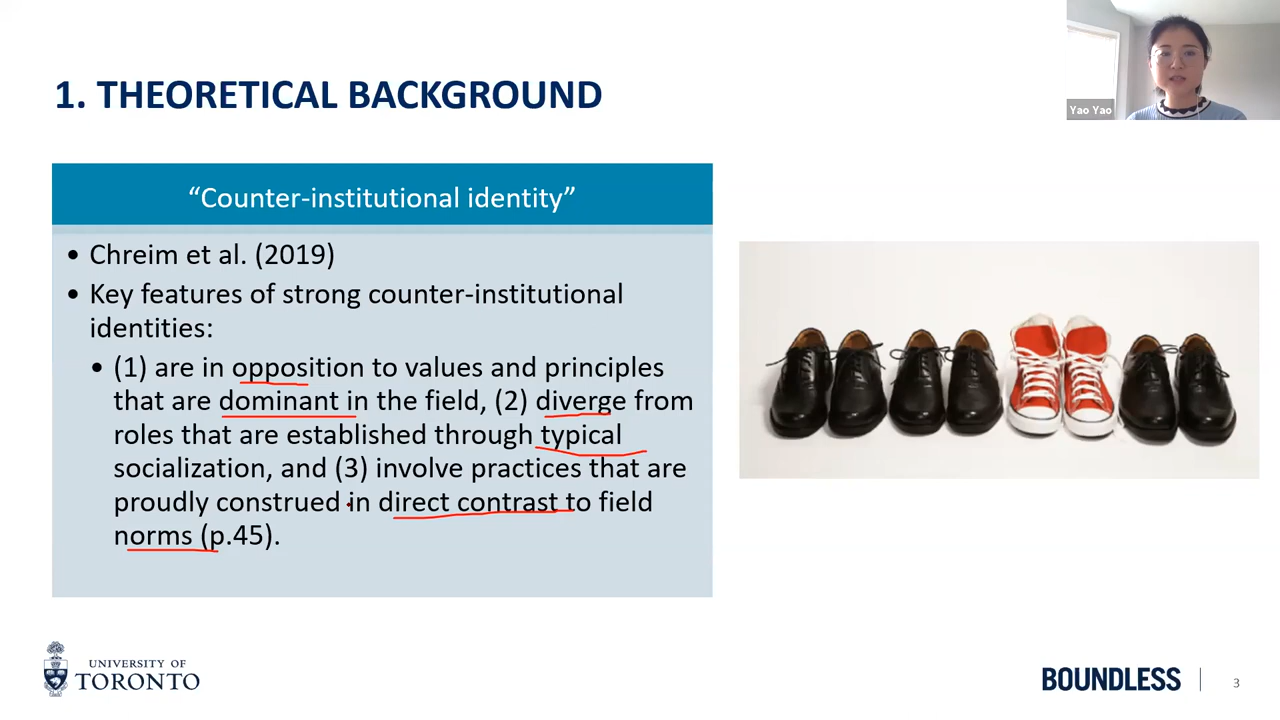 Yao Yao
1. THEORETICAL BACKGROUND
“Counter-institutional identity”
• Chreim et al. (2019)
• Key features of strong counter-institutional
identities:
• (1) are in opposition to values and principles
that are dominant in the field, (2) diverge from
roles that are established through typical
socialization, and (3) involve practices that are
proudly construed in direct contrast to field
norms (p.45).
UNIVERSITY OF
TORONTO
BOUNDLESS
3